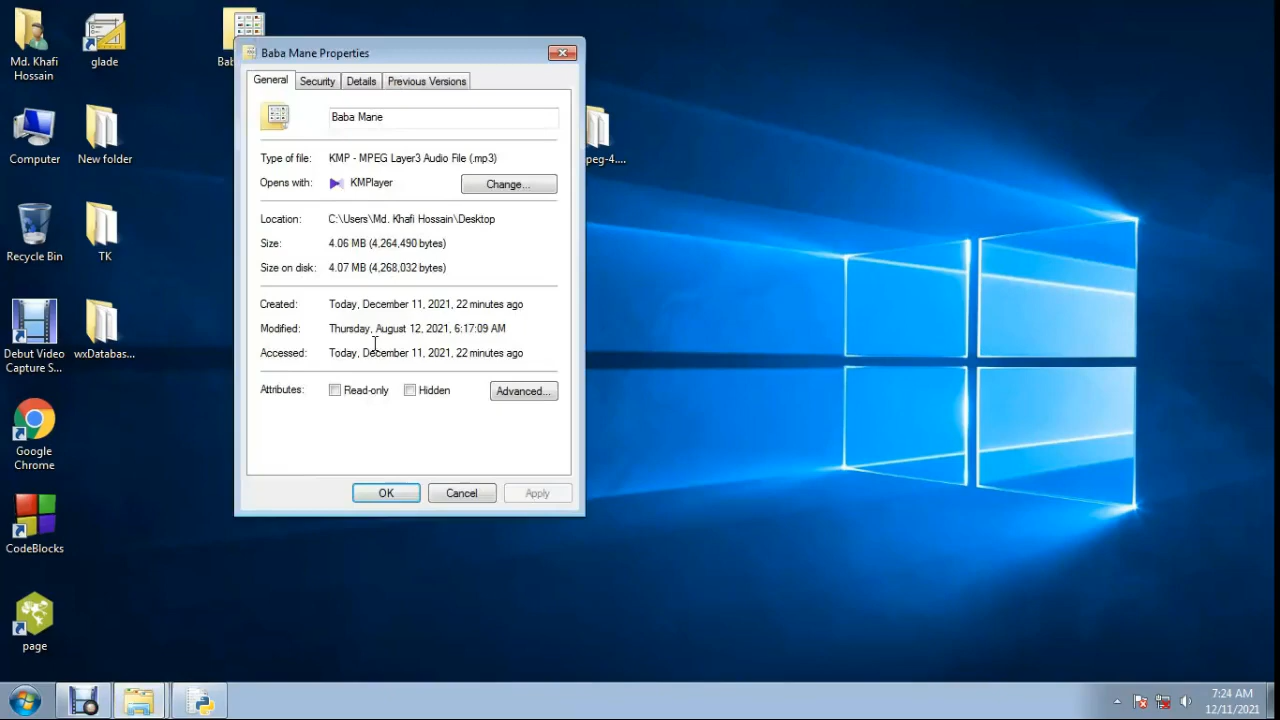 Md. Khafi
Hossain
glade
Computer
New folder
Recycle Bin
TK
Debut Video
Capture S...
wxDatabas...
Google
Chrome
CodeBlocks
page
Bab
peg-4....
Baba Mane Properties
General
Security
Details
Previous Versions
Baba Mane
Type of file: KMP - MPEG Layer3 Audio File (.mp3)
Opens with: KMPlayer
Change...
Location: C:\Users\Md. Khafi Hossain\Desktop
Size: 4.06 MB (4,264,490 bytes)
Size on disk: 4.07 MB (4,268,032 bytes)
Created: Today, December 11, 2021, 22 minutes ago
Modified: Thursday, August 12, 2021, 6:17:09 AM
Accessed: Today, December 11, 2021, 22 minutes ago
Attributes: Read-only Hidden Advanced...
OK Cancel Apply
7:24 AM
12/11/2021